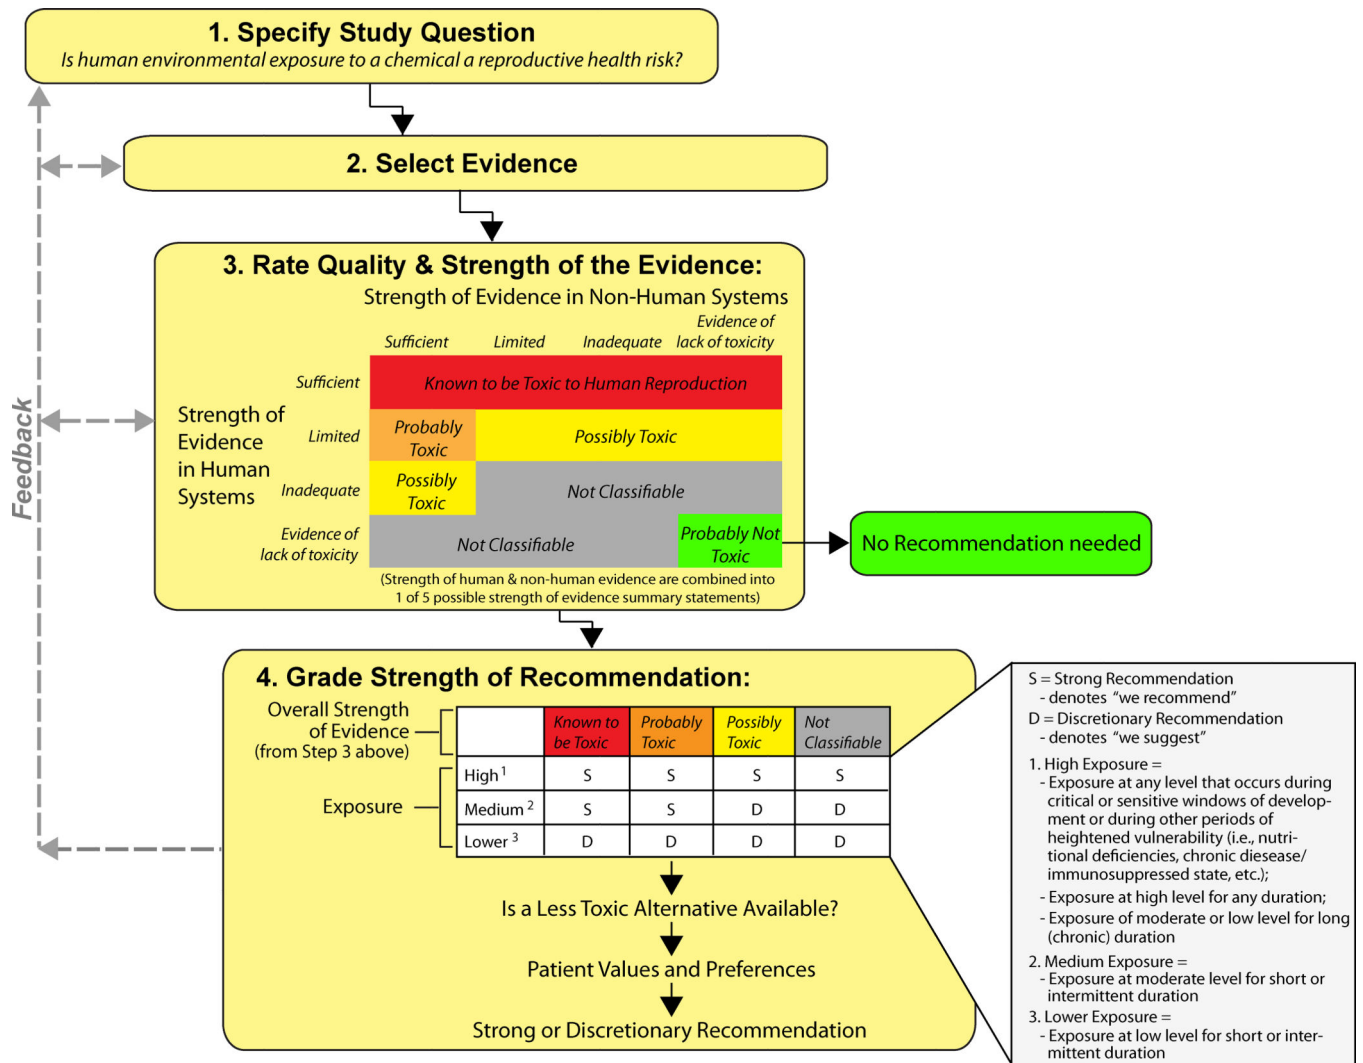 1. Specify Study Question
Is human environmental exposure to a chemical a reproductive health risk?
2. Select Evidence
3. Rate Quality & Strength of the Evidence:
Strength of Evidence in Non-Human Systems
Sufficient
Limited
Inadequate
Evidence of
lack of toxicity
Strength of
Evidence
in Human
Systems
Sufficient
Known to be Toxic to Human Reproduction
Limited
Probably
Toxic
Possibly Toxic
Inadequate
Possibly
Toxic
Not Classifiable
Evidence of
lack of toxicity
Not Classifiable
Probably Not
Toxic
No Recommendation needed
(Strength of human & non-human evidence are combined into
1 of 5 possible strength of evidence summary statements)
Feedback
4. Grade Strength of Recommendation:
Overall Strength
of Evidence
(from Step 3 above)
Known to
be Toxic
Probably
Toxic
Possibly
Toxic
Not
Classifiable
Exposure
High 1 S S S S
Medium 2 S S D D
Lower 3 D D D D
Is a Less Toxic Alternative Available?
Patient Values and Preferences
Strong or Discretionary Recommendation
S = Strong Recommendation
- denotes "we recommend"
D = Discretionary Recommendation
- denotes "we suggest"
1. High Exposure =
- Exposure at any level that occurs during
critical or sensitive windows of develop-
ment or during other periods of
heightened vulnerability (i.e., nutri-
tional deficiencies, chronic diesease/
immunosuppressed state, etc.);
- Exposure at high level for any duration;
- Exposure of moderate or low level for long
(chronic) duration
2. Medium Exposure =
- Exposure at moderate level for short or
intermittent duration
3. Lower Exposure =
- Exposure at low level for short or inter-
mittent duration